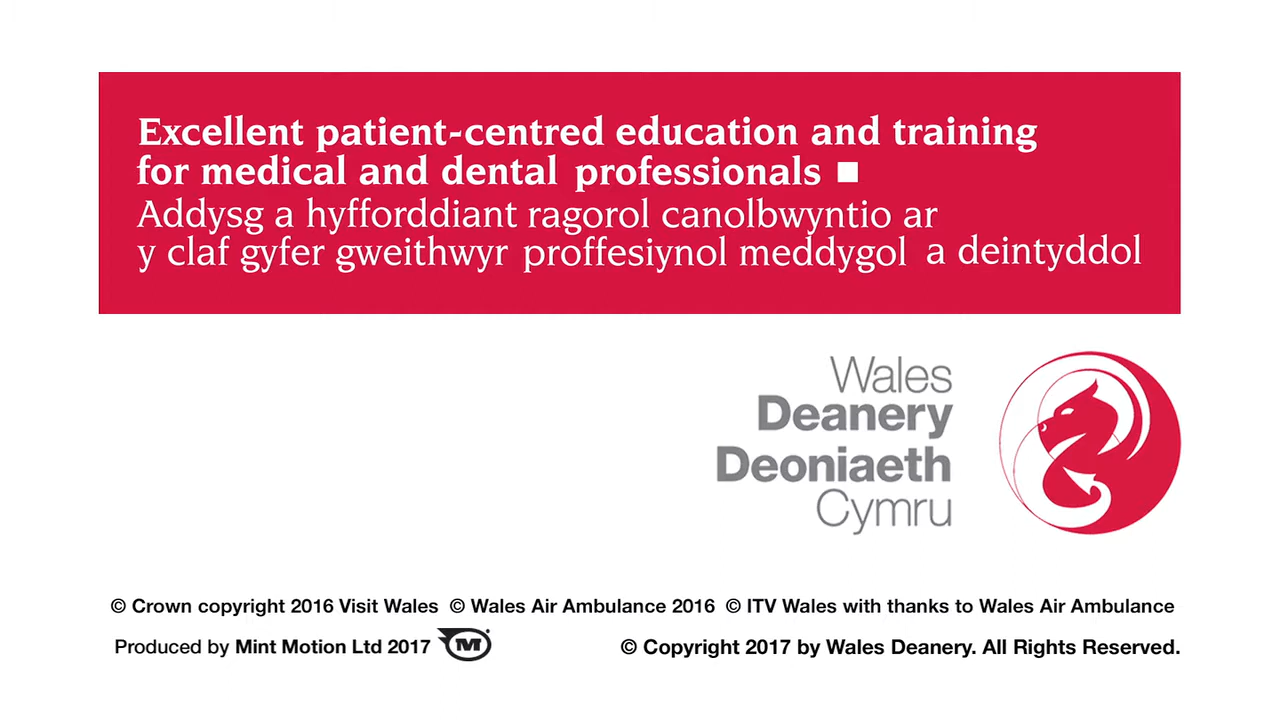 Excellent patient-centred education and training
for medical and dental professionals ■
Addysg a hyfforddiant ragorol canolbwyntio ar
y claf gyfer gweithwyr proffesiynol meddygol a deintyddol
Wales
Deanery
Deoniaeth
Cymru
© Crown copyright 2016 Visit Wales © Wales Air Ambulance 2016 © ITV Wales with thanks to Wales Air Ambulance
Produced by Mint Motion Ltd 2017 M
© Copyright 2017 by Wales Deanery. All Rights Reserved.